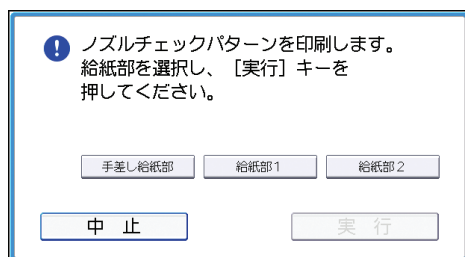 ノズルチェックパターンを印刷します。
給紙部を選択し、［実行］キーを
押してください。
手差し給紙部 給紙部1 給紙部2
中 止 実 行